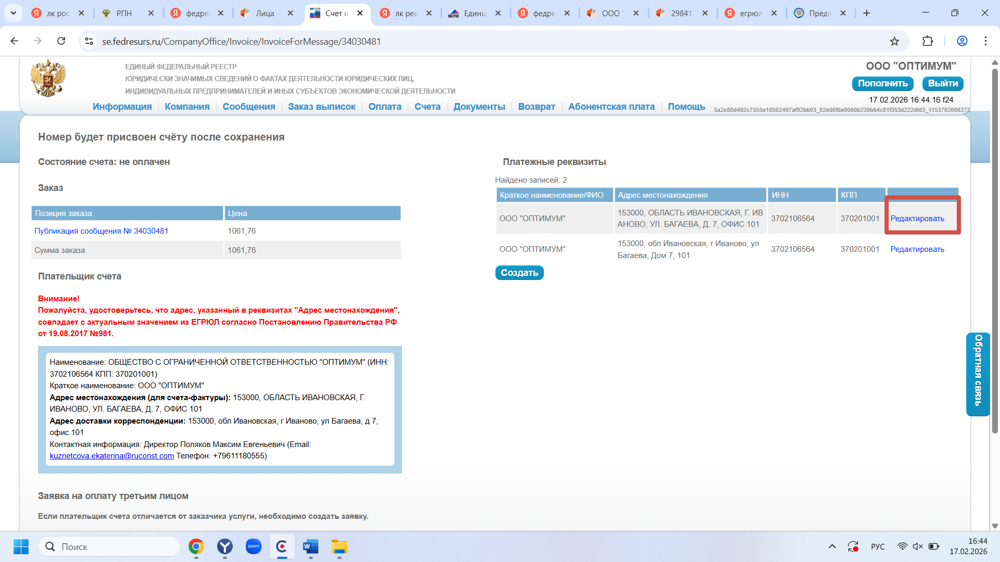 лк рос
РПН
федре
Лица -
Счет н
лк рее
Едины
федре
ООО "
29841
егрюл
Предо
se.fedresurs.ru/CompanyOffice/Invoice/InvoiceForMessage/34030481
ЕДИНЫЙ ФЕДЕРАЛЬНЫЙ РЕЕСТР
ЮРИДИЧЕСКИ ЗНАЧИМЫХ СВЕДЕНИЙ О ФАКТАХ ДЕЯТЕЛЬНОСТИ ЮРИДИЧЕСКИХ ЛИЦ,
ИНДИВИДУАЛЬНЫХ ПРЕДПРИНИМАТЕЛЕЙ И ИНЫХ СУБЪЕКТОВ ЭКОНОМИЧЕСКОЙ ДЕЯТЕЛЬНОСТИ
ООО "ОПТИМУМ"
Пополнить Выйти
17.02.2026 16:44:16 f24
Информация Компания Сообщения Заказ выписок Оплата Счета Документы Возврат Абонентская плата Помощь
5a2e88d492c7555e18502497af92bb03_02e00f6e0060b230b64c81f353d222dfd3_1153702008272
Номер будет присвоен счёту после сохранения
Состояние счета: не оплачен
Заказ
Позиция заказа Цена
Публикация сообщения № 34030481 1061,76
Сумма заказа 1061,76
Плательщик счета
Внимание!
Пожалуйста, удостоверьтесь, что адрес, указанный в реквизитах "Адрес местонахождения",
совпадает с актуальным значением из ЕГРЮЛ согласно Постановлению Правительства РФ
от 19.08.2017 №981.
Наименование: ОБЩЕСТВО С ОГРАНИЧЕННОЙ ОТВЕТСТВЕННОСТЬЮ "ОПТИМУМ" (ИНН:
3702106564 КПП: 370201001)
Краткое наименование: ООО "ОПТИМУМ"
Адрес местонахождения (для счета-фактуры): 153000, ОБЛАСТЬ ИВАНОВСКАЯ, Г.
ИВАНОВО, УЛ. БАГАЕВА, Д. 7, ОФИС 101
Адрес доставки корреспонденции: 153000, обл Ивановская, г Иваново, ул Багаева, д 7,
офис 101
Контактная информация: Директор Поляков Максим Евгеньевич (Email:
kuznetcova.ekaterina@ruconst.com Телефон: +79611180555)
Заявка на оплату третьим лицом
Если плательщик счета отличается от заказчика услуги, необходимо создать заявку.
Платежные реквизиты
Найдено записей: 2
Краткое наименование/ФИО Адрес местонахождения ИНН КПП
ООО "ОПТИМУМ" 153000, ОБЛАСТЬ ИВАНОВСКАЯ, Г. ИВ
АНОВО, УЛ. БАГАЕВА, Д. 7, ОФИС 101 3702106564 370201001 Редактировать
ООО "ОПТИМУМ" 153000, обл Ивановская, г Иваново, ул
Багаева, Дом 7, 101 3702106564 370201001 Редактировать
Создать
Обратная связь
Поиск
zoom
РУС
16:44
17.02.2026